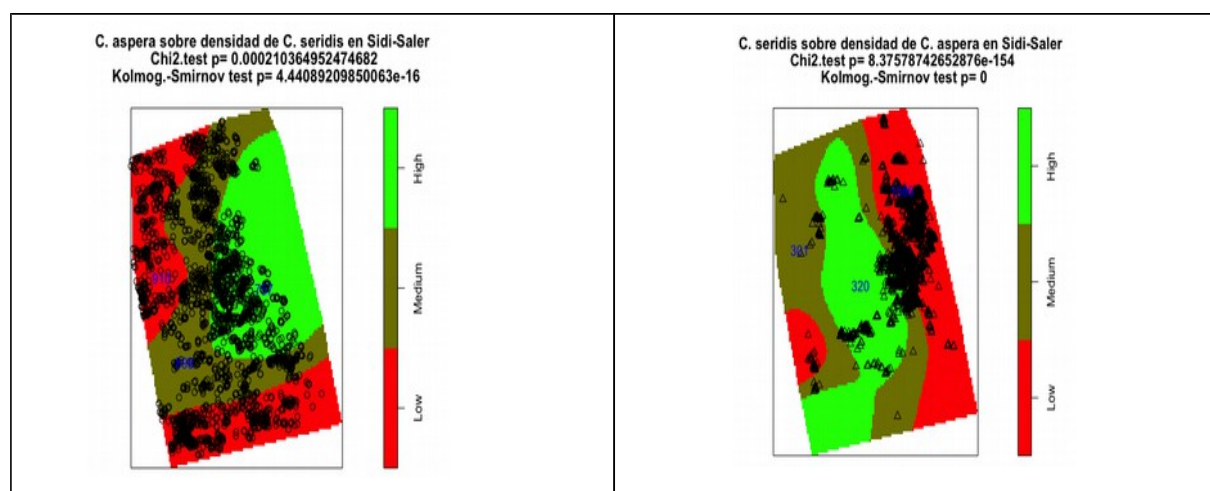 C. aspera sobre densidad de C. seridis en Sidi-Saler
Chi2.test p= 0.000210364952474682
Kolmog.-Smirnov test p= 4.44089209850063e-16
High
Medium
Low
C. seridis sobre densidad de C. aspera en Sidi-Saler
Chi2.test p= 8.37578742652876e-154
Kolmog.-Smirnov test p= 0
320
High
Medium
Low